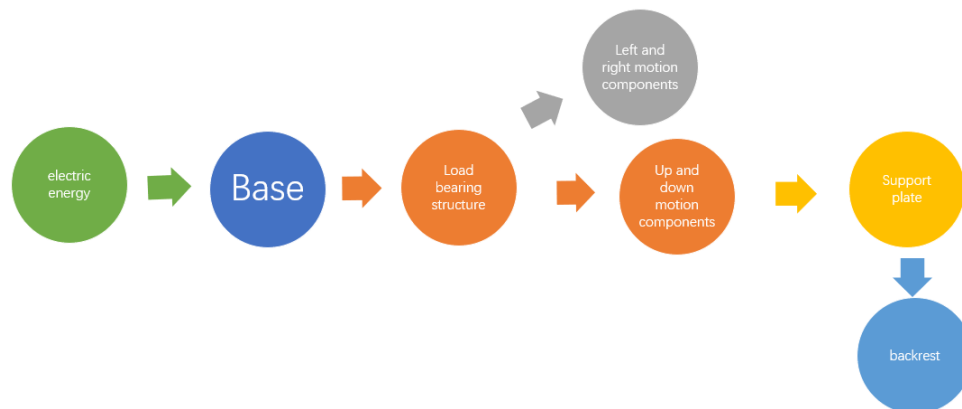 electric
energy
Base
Load
bearing
structure
Left and
right motion
components
Up and
down
motion
components
Support
plate
backrest